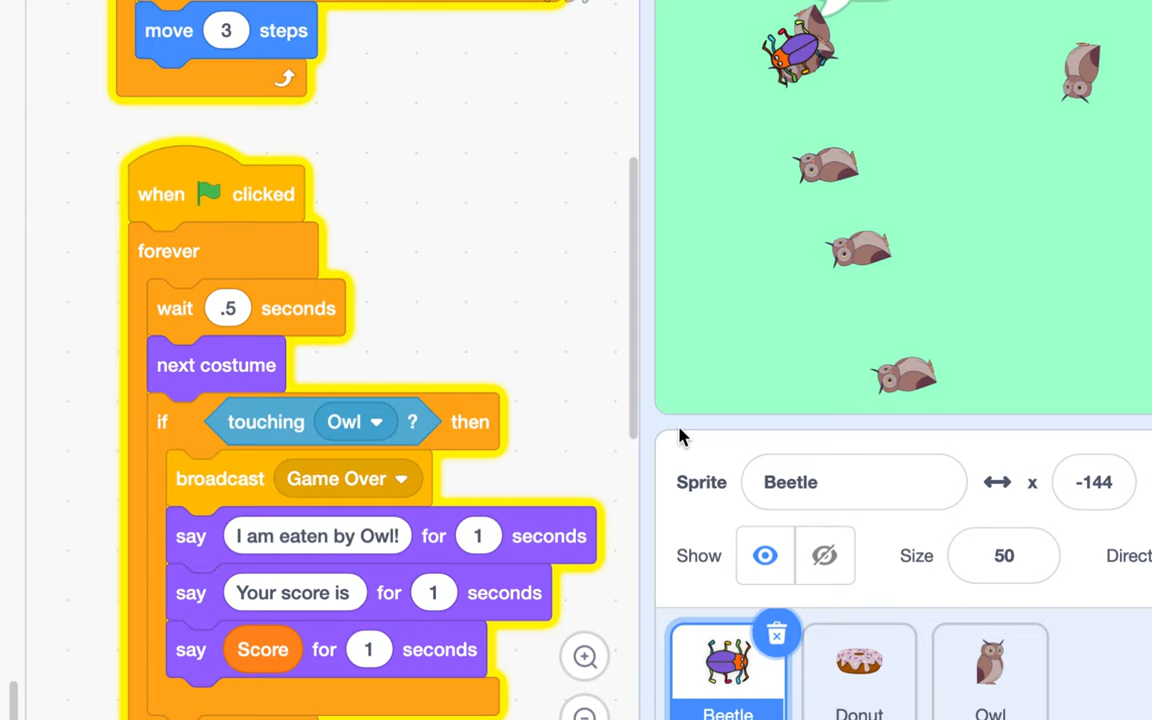 move 3 steps
when clicked
forever
wait .5 seconds
next costume
if touching Owl ? then
broadcast Game Over
say I am eaten by Owl! for 1 seconds
say Your score is for 1 seconds
say Score for 1 seconds
Sprite Beetle x -144
Show Size 50 Direct
Beetle Donut Owl